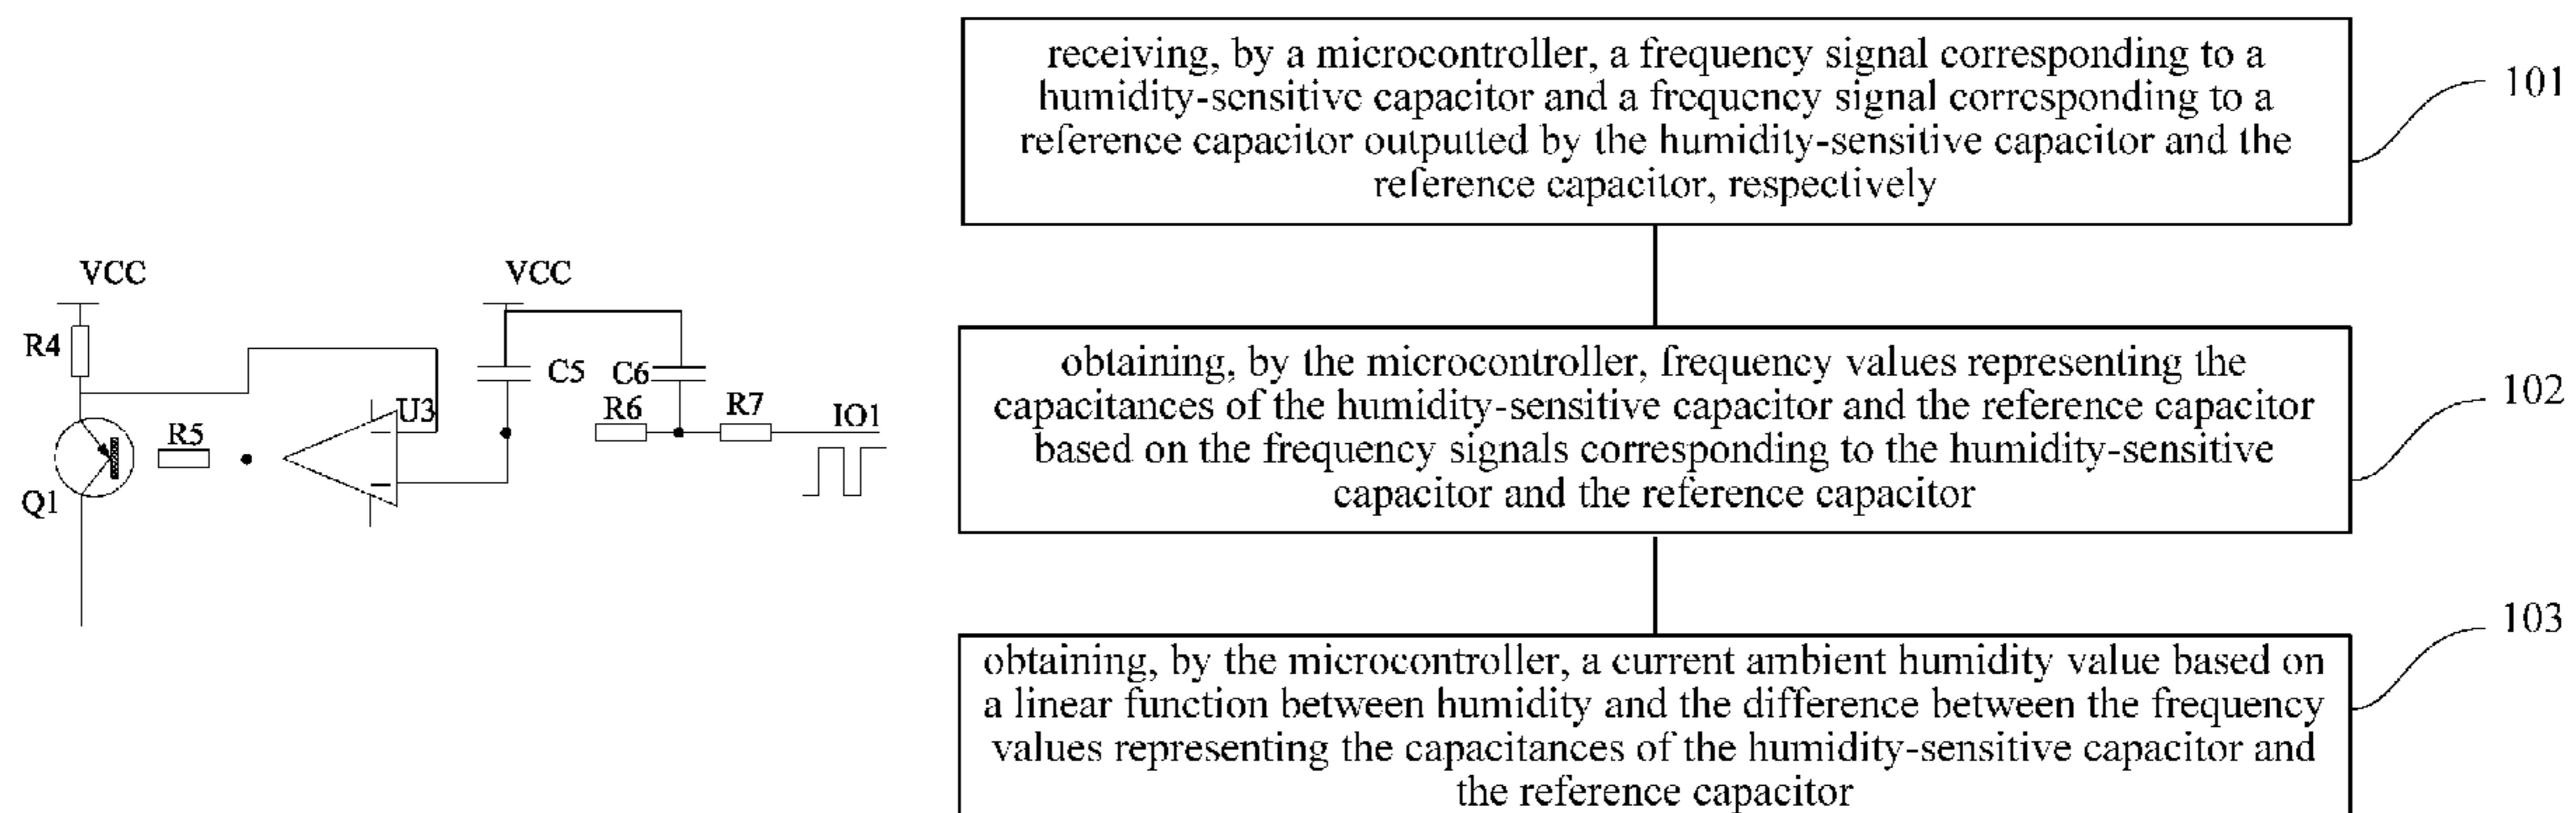 VCC
R4
Q1
R5
U3
VCC
C5
C6
R6
R7
IO1
receiving, by a microcontroller, a frequency signal corresponding to a
humidity-sensitive capacitor and a frequency signal corresponding to a
reference capacitor outputted by the humidity-sensitive capacitor and the
reference capacitor, respectively
101
obtaining, by the microcontroller, frequency values representing the
capacitances of the humidity-sensitive capacitor and the reference capacitor
based on the frequency signals corresponding to the humidity-sensitive
capacitor and the reference capacitor
102
obtaining, by the microcontroller, a current ambient humidity value based on
a linear function between humidity and the difference between the frequency
values representing the capacitances of the humidity-sensitive capacitor and
the reference capacitor
103